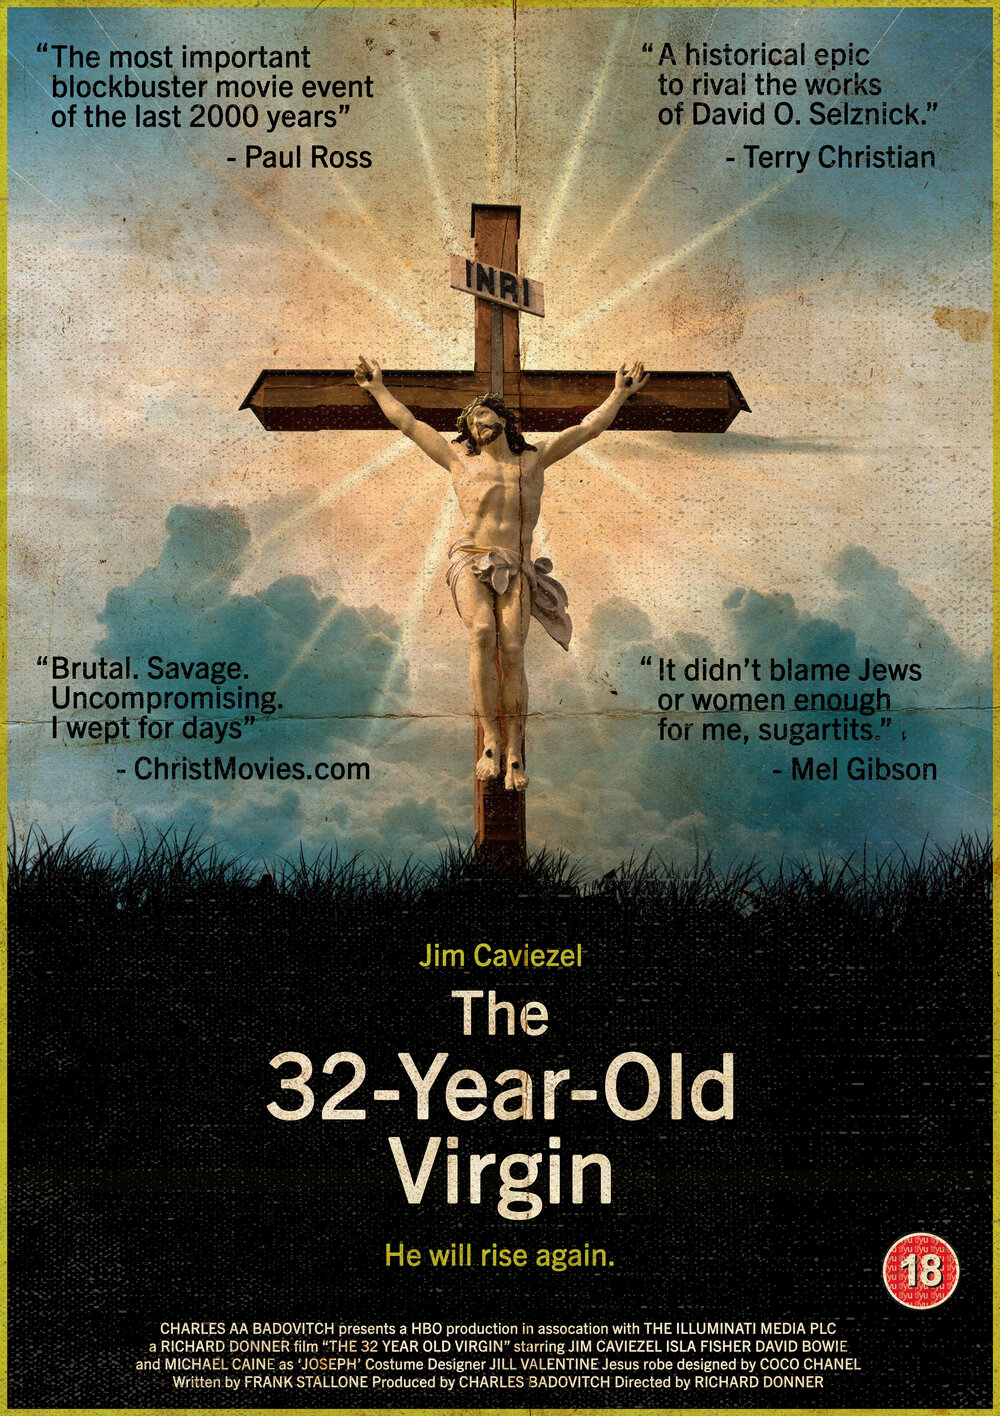 “The most important
blockbuster movie event
of the last 2000 years”
- Paul Ross
“A historical epic
to rival the works
of David O. Selznick.”
- Terry Christian
INRI
“Brutal. Savage.
Uncompromising.
I wept for days”
- ChristMovies.com
“It didn’t blame Jews
or women enough
for me, sugartits.”
- Mel Gibson
Jim Caviezel
The
32-Year-Old
Virgin
He will rise again.
18
CHARLES AA BADOVITCH presents a HBO production in assocation with THE ILLUMINATI MEDIA PLC
a RICHARD DONNER film “THE 32 YEAR OLD VIRGIN” starring JIM CAVIEZEL ISLA FISHER DAVID BOWIE
and MICHAEL CAINE as ‘JOSEPH’ Costume Designer JILL VALENTINE Jesus robe designed by COCO CHANEL
Written by FRANK STALLONE Produced by CHARLES BADOVITCH Directed by RICHARD DONNER